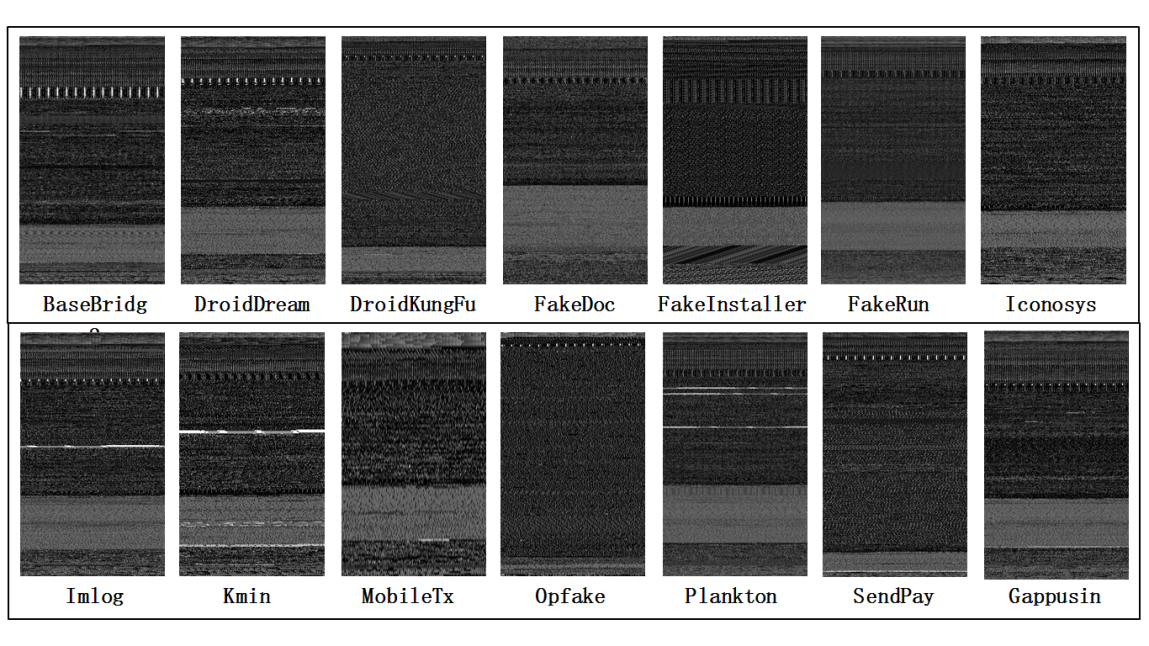 BaseBridg DroidDream DroidKungFu FakeDoc FakeInstaller FakeRun Iconosys
Imlog Kmin MobileTx Opfake Plankton SendPay Gappusin